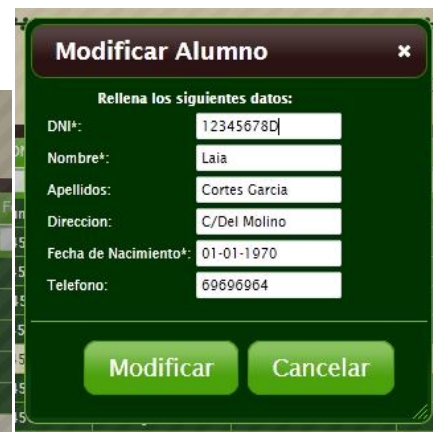 Modificar Alumno ×
Rellena los siguientes datos:
DNI*: 12345678D
Nombre*: Laia
Apellidos: Cortes Garcia
Direccion: C/Del Molino
Fecha de Nacimiento*: 01-01-1970
Telefono: 69696964
Modificar Cancelar